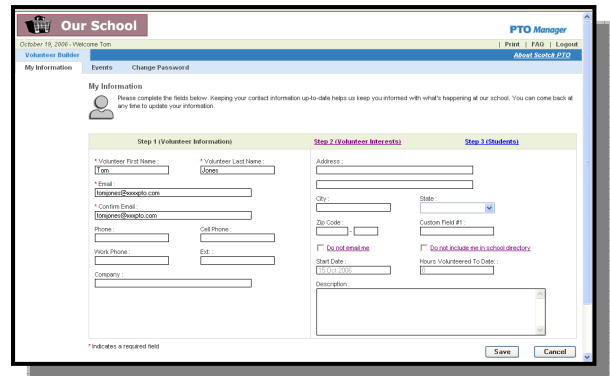 Our School
PTO Manager
October 19, 2006 - Welcome Tom
| Print | FAQ | Logout
Volunteer Builder
About Scotch PTO
My Information Events Change Password
My Information
Please complete the fields below. Keeping your contact information up-to-date helps us keep you informed with what's happening at our school. You can come back at
any time to update your information.
Step 1 (Volunteer Information) Step 2 (Volunteer Interests) Step 3 (Students)
* Volunteer First Name : * Volunteer Last Name :
Tom Jones
* Email :
tomjones@xxxpto.com
* Confirm Email :
tomjones@xxxpto.com
Phone : Cell Phone :
Work Phone : Ext: :
Company :
Address :
City : State :
Zip Code : Custom Field #1 :
-
Do not email me Do not include me in school directory
Start Date : Hours Volunteered To Date: :
15 Oct 2006 0
Description :
* Indicates a required field
Save Cancel